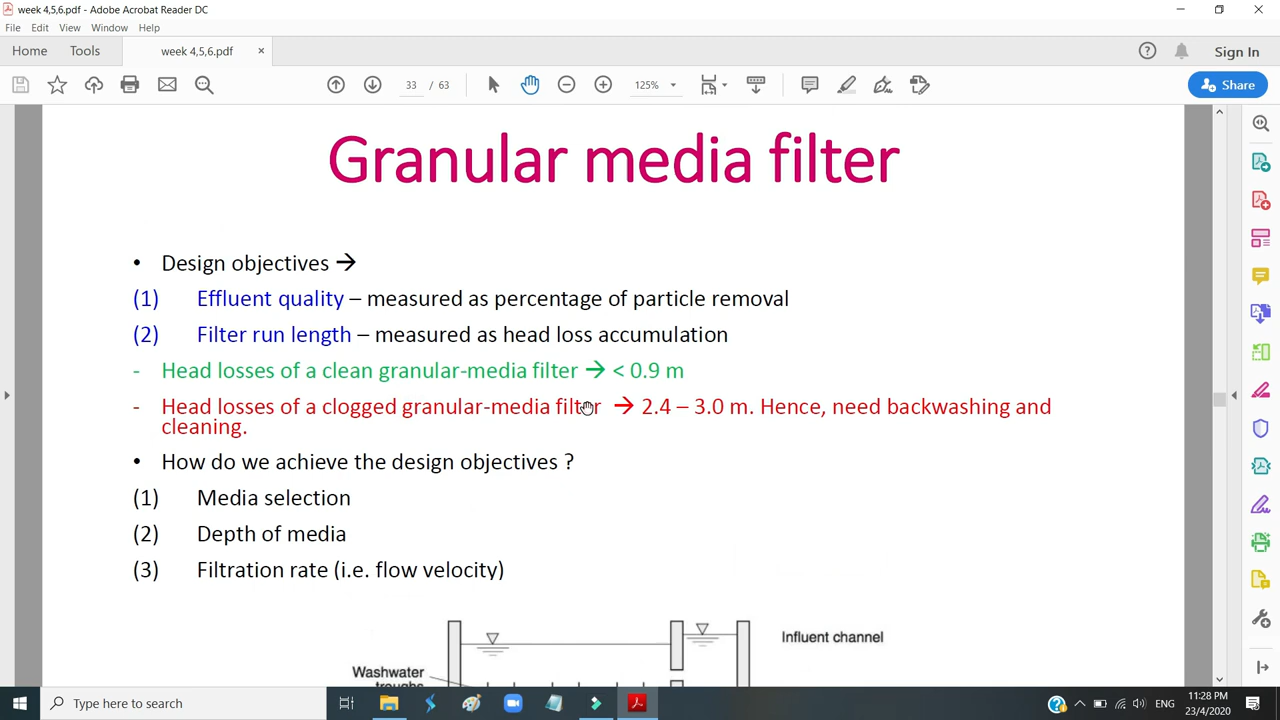 week 4,5,6.pdf - Adobe Acrobat Reader DC
File Edit View Window Help
Home Tools week 4,5,6.pdf × Sign In
33 / 63 125% Share
Granular media filter
• Design objectives →
(1) Effluent quality – measured as percentage of particle removal
(2) Filter run length – measured as head loss accumulation
- Head losses of a clean granular-media filter → < 0.9 m
- Head losses of a clogged granular-media filter → 2.4 – 3.0 m. Hence, need backwashing and
cleaning.
• How do we achieve the design objectives ?
(1) Media selection
(2) Depth of media
(3) Filtration rate (i.e. flow velocity)
Influent channel
Washwater
troughs
Type here to search
ENG
11:28 PM
23/4/2020